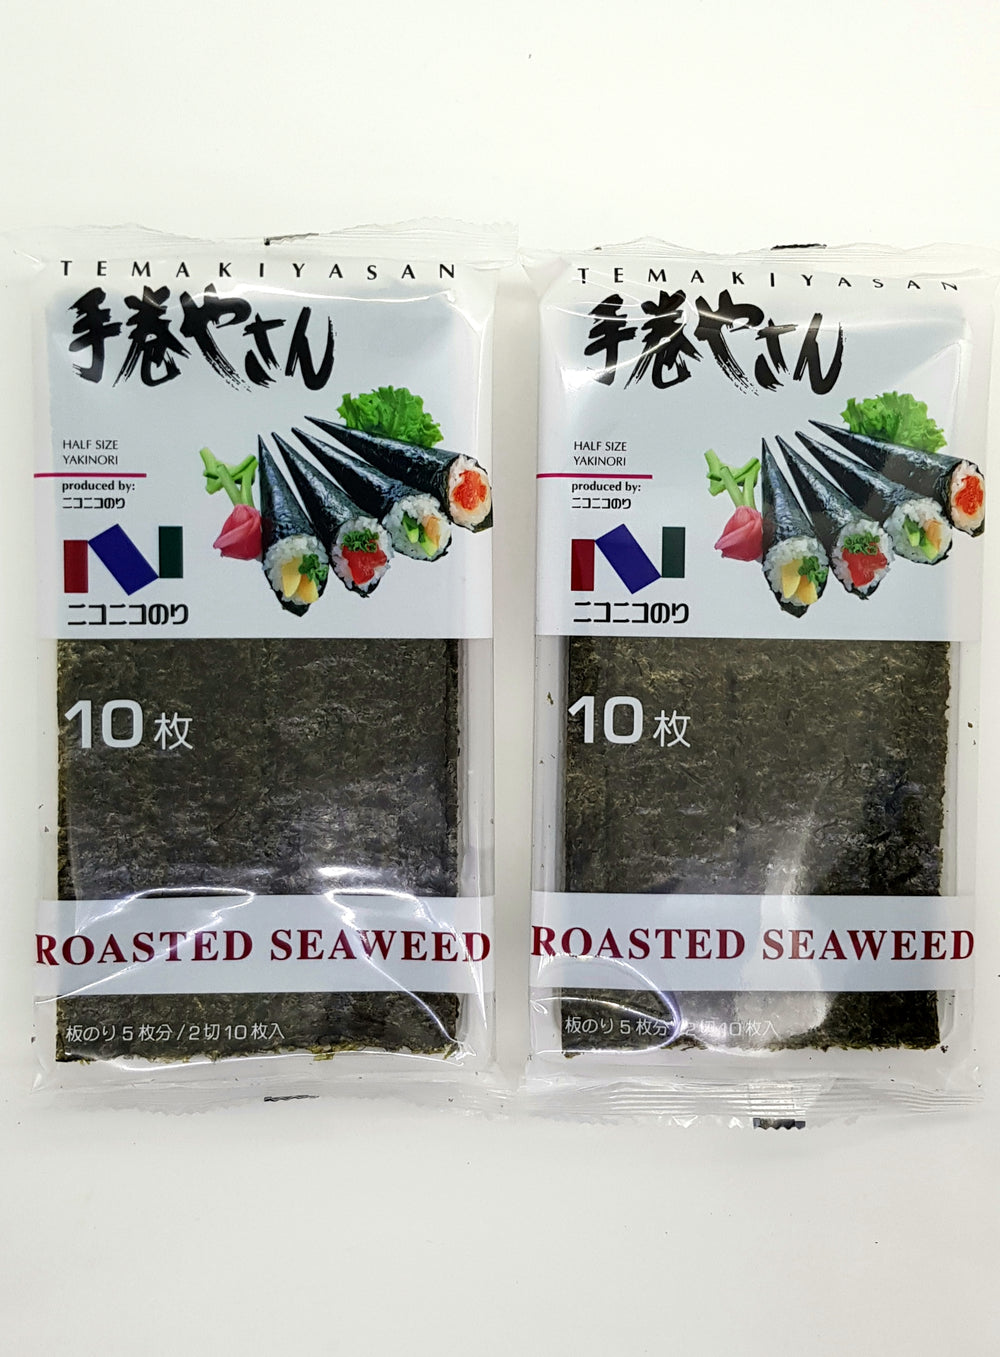 TEMAKIYASAN
手巻やさん
HALF SIZE
YAKINORI
produced by:
ニコニコのり
ニコニコのり
10枚
ROASTED SEAWEED
板のり5枚分/2切10枚入
TEMAKIYASAN
手巻やさん
HALF SIZE
YAKINORI
produced by:
ニコニコのり
ニコニコのり
10枚
ROASTED SEAWEED
板のり5枚分/2切10枚入